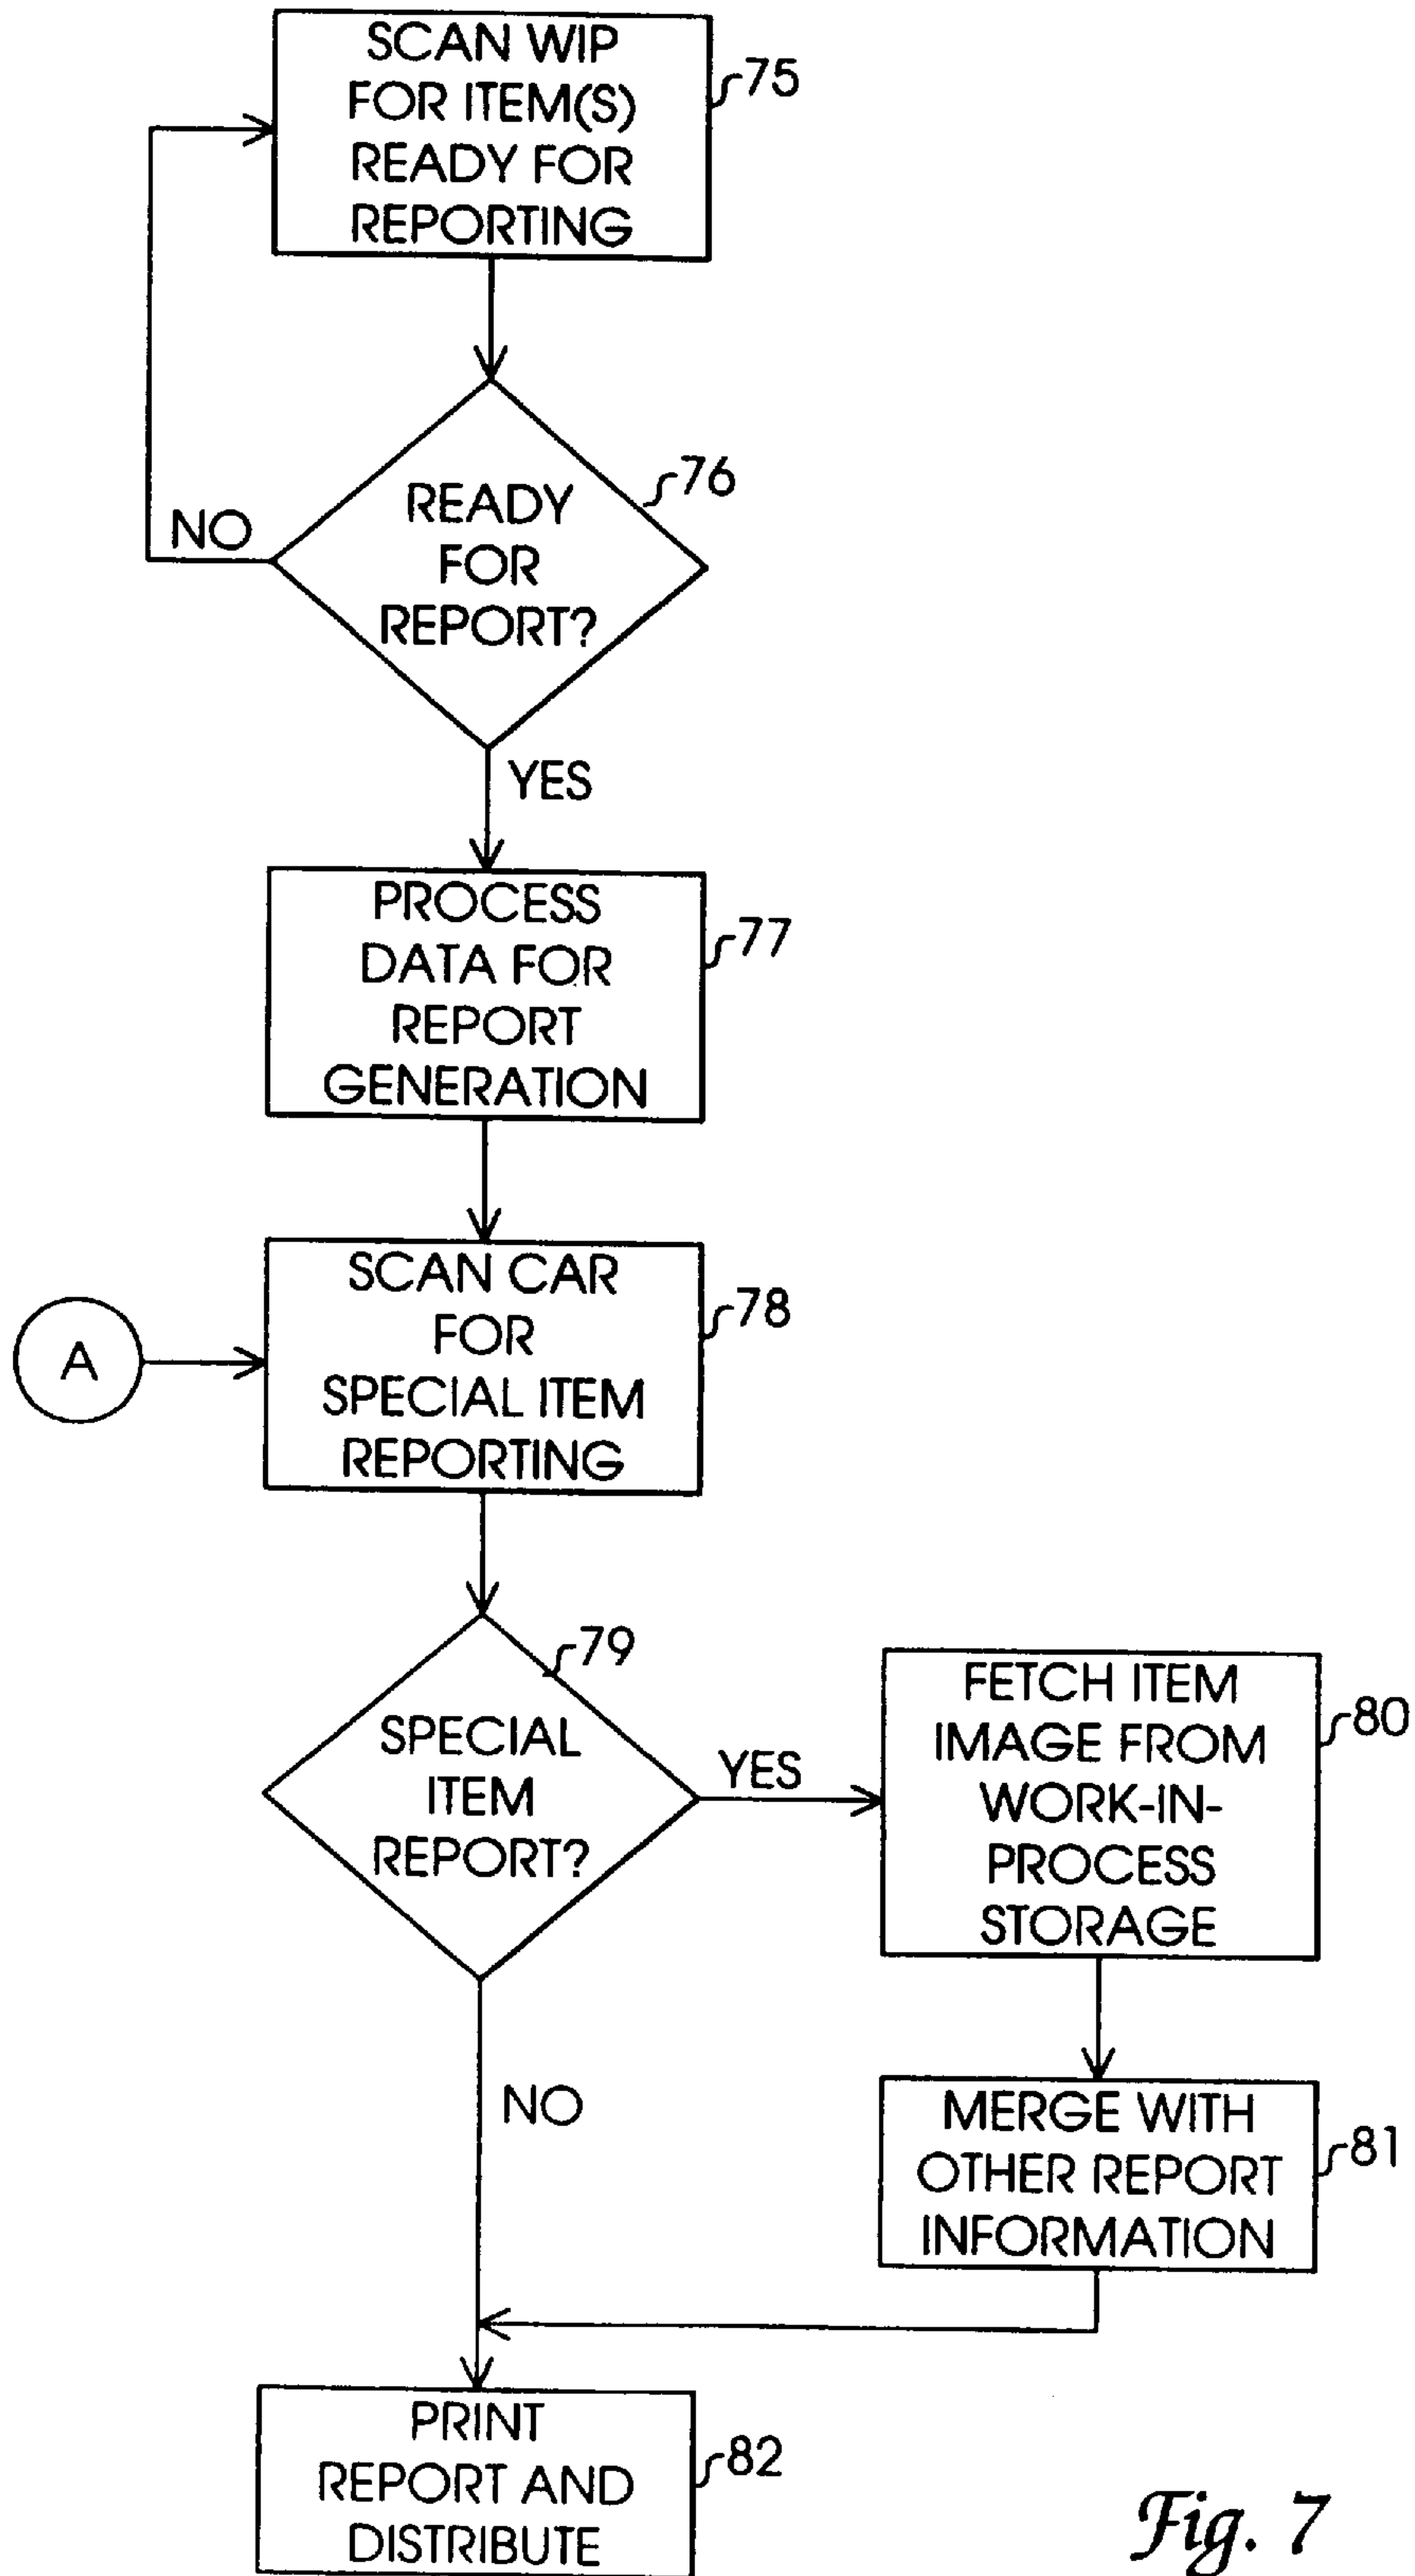 SCAN WIP
FOR ITEM(S)
READY FOR
REPORTING
75
READY
FOR
REPORT?
76
NO
YES
PROCESS
DATA FOR
REPORT
GENERATION
77
SCAN CAR
FOR
SPECIAL ITEM
REPORTING
78
A
SPECIAL
ITEM
REPORT?
79
YES
FETCH ITEM
IMAGE FROM
WORK-IN-
PROCESS
STORAGE
80
NO
MERGE WITH
OTHER REPORT
INFORMATION
81
PRINT
REPORT AND
DISTRIBUTE
82
Fig. 7